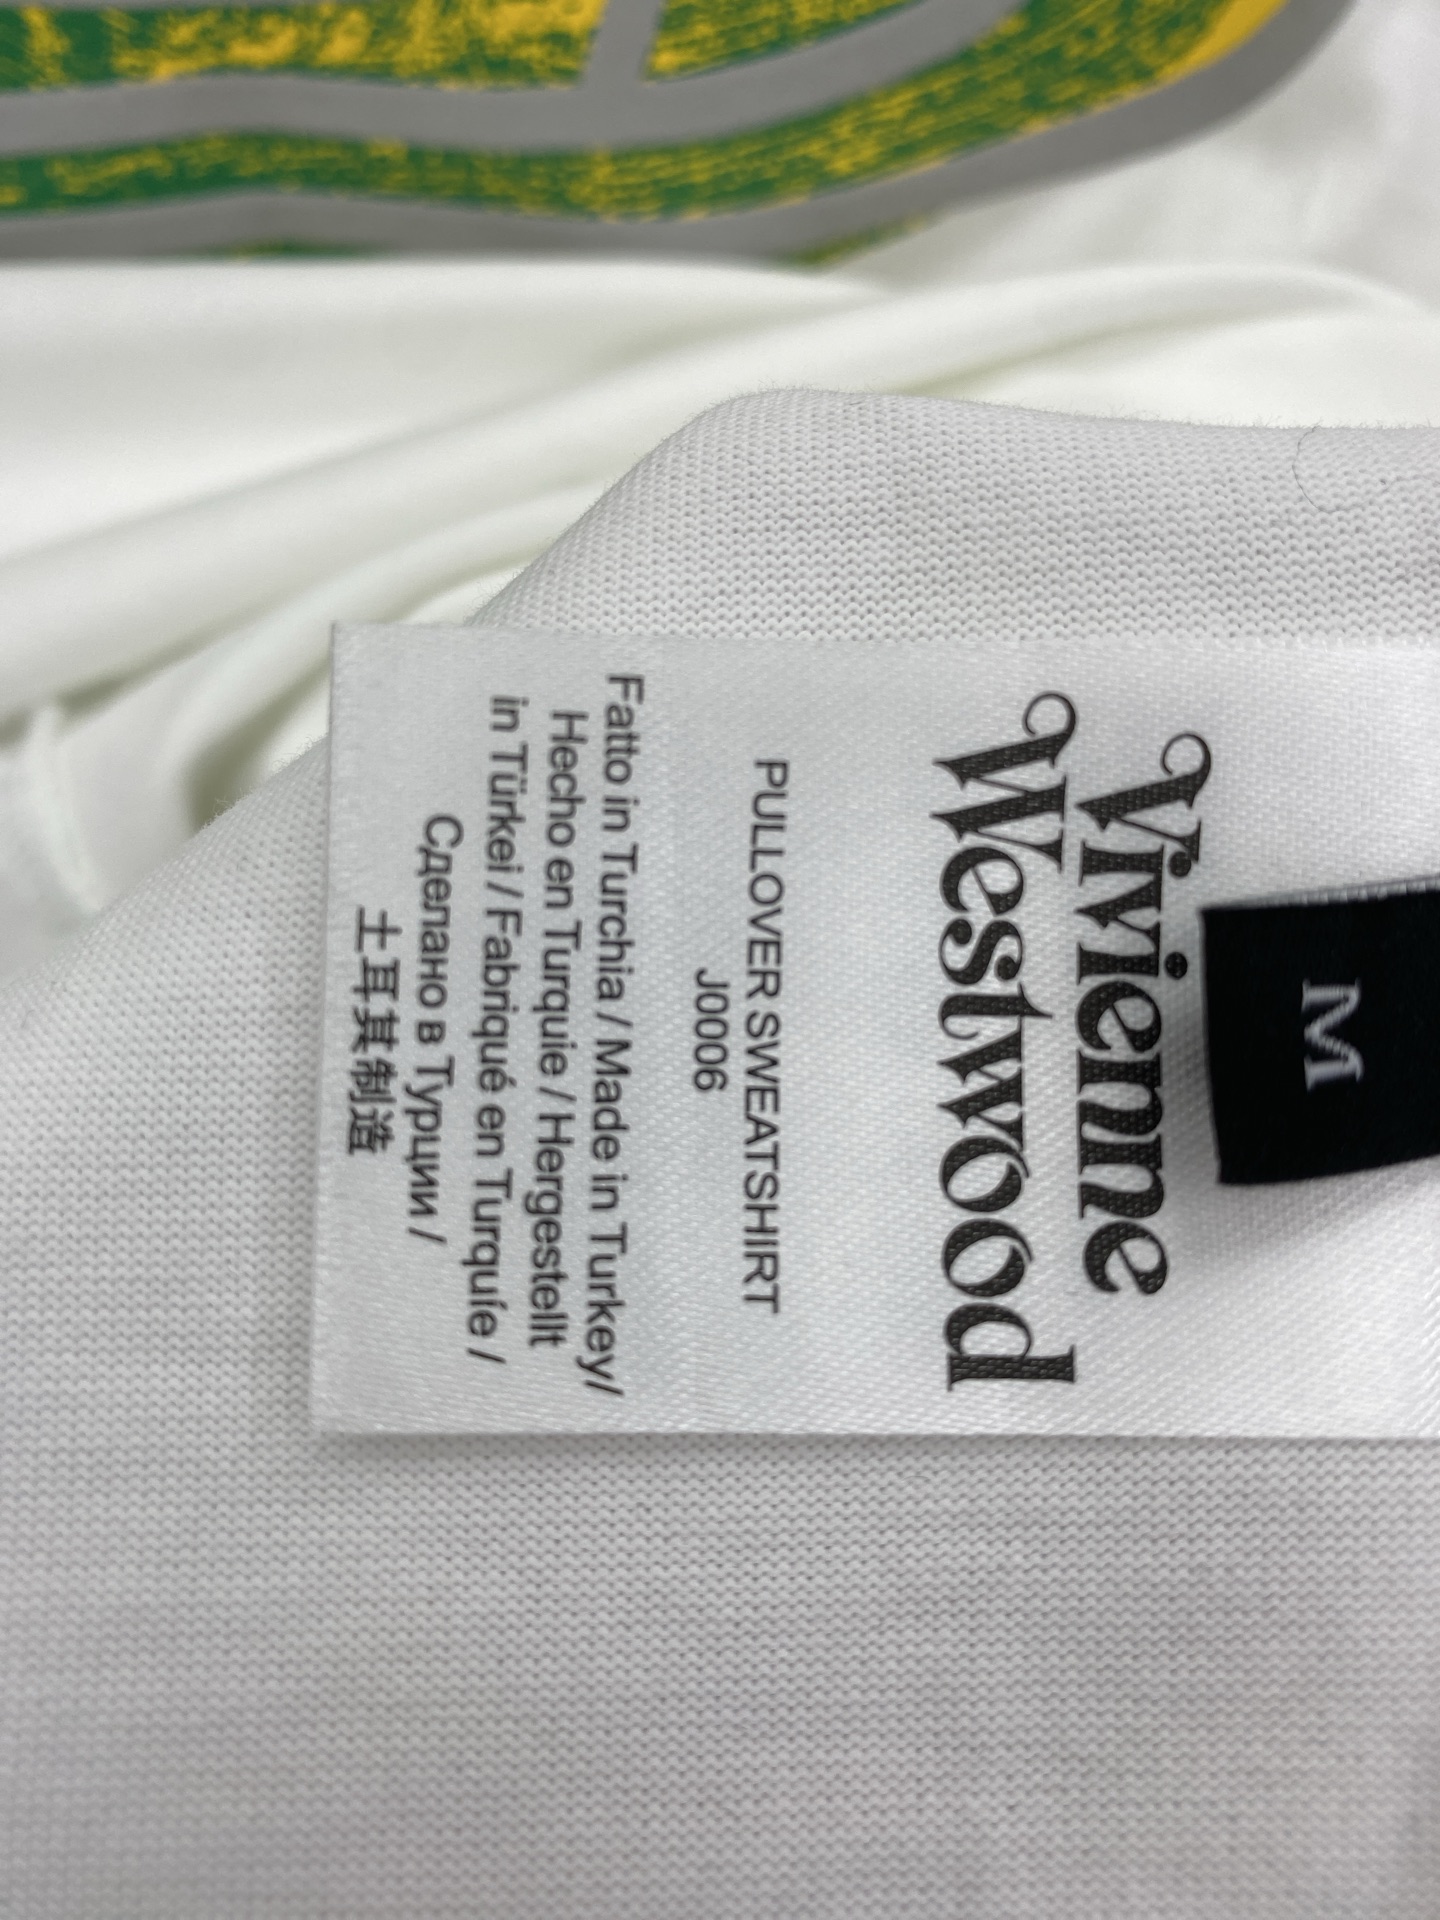 M
Vivienne
Westwood
PULLOVER SWEATSHIRT
J0006
Fatto in Turchia / Made in Turkey/
Hecho en Turquie / Hergestellt
in Türkei / Fabriqué en Turquíe /
Сделано в Турции /
土耳其制造